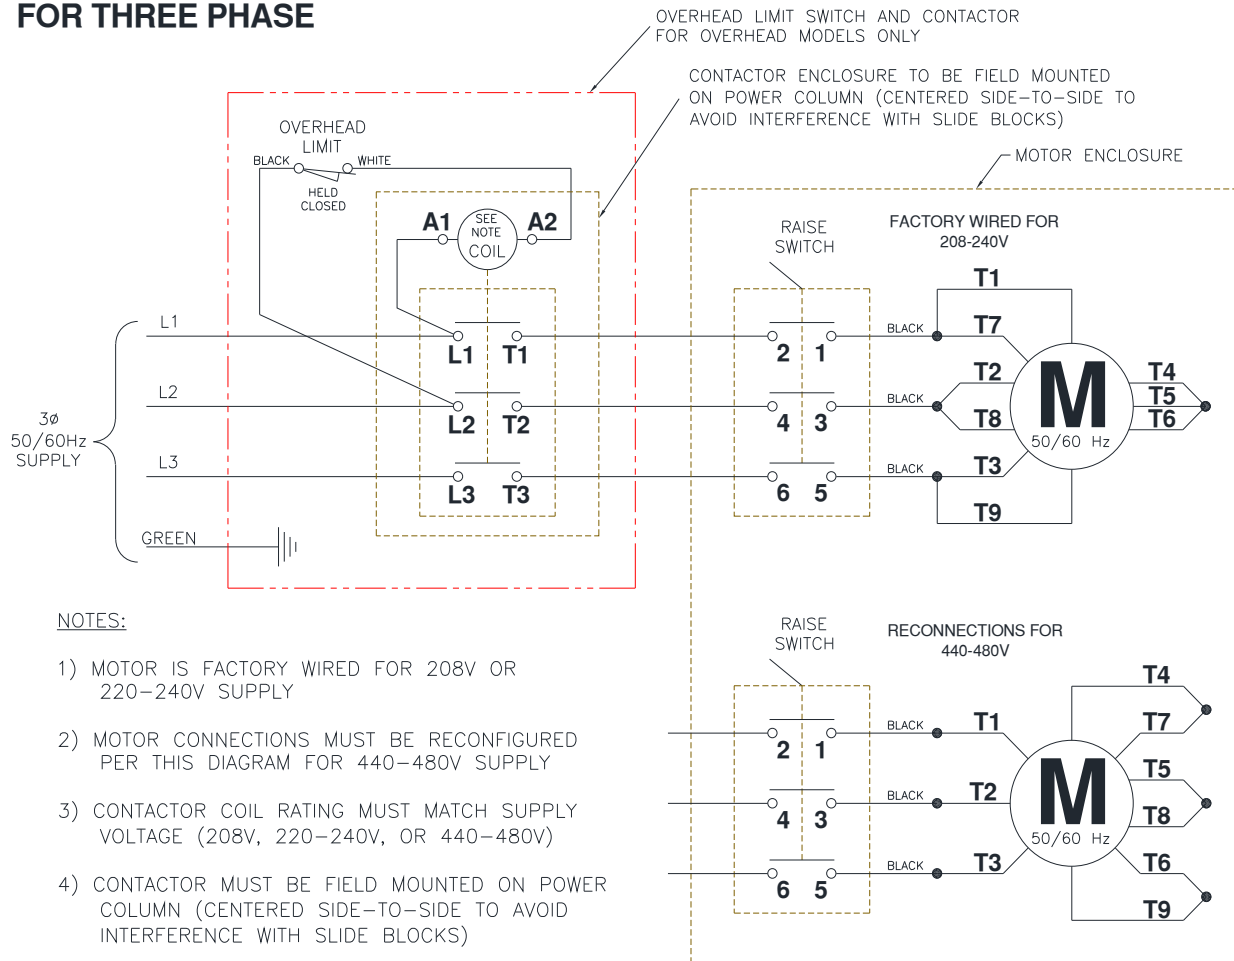 FOR THREE PHASE
OVERHEAD LIMIT SWITCH AND CONTACTOR
FOR OVERHEAD MODELS ONLY
CONTACTOR ENCLOSURE TO BE FIELD MOUNTED
ON POWER COLUMN (CENTERED SIDE-TO-SIDE TO
AVOID INTERFERENCE WITH SLIDE BLOCKS)
MOTOR ENCLOSURE
OVERHEAD
LIMIT
BLACK
WHITE
HELD
CLOSED
A1
SEE
NOTE
COIL
A2
RAISE
SWITCH
FACTORY WIRED FOR
208-240V
3ø
50/60Hz
SUPPLY
L1
L2
L3
GREEN
L1 T1
L2 T2
L3 T3
2 1
4 3
6 5
BLACK
BLACK
BLACK
T1
T7
T2
T8
T3
T9
M
50/60 Hz
T4
T5
T6
NOTES:
1) MOTOR IS FACTORY WIRED FOR 208V OR
220-240V SUPPLY
2) MOTOR CONNECTIONS MUST BE RECONFIGURED
PER THIS DIAGRAM FOR 440-480V SUPPLY
3) CONTACTOR COIL RATING MUST MATCH SUPPLY
VOLTAGE (208V, 220-240V, OR 440-480V)
4) CONTACTOR MUST BE FIELD MOUNTED ON POWER
COLUMN (CENTERED SIDE-TO-SIDE TO AVOID
INTERFERENCE WITH SLIDE BLOCKS)
RAISE
SWITCH
RECONNECTIONS FOR
440-480V
2 1
4 3
6 5
BLACK
BLACK
BLACK
T1
T2
T3
M
50/60 Hz
T4
T7
T5
T8
T6
T9